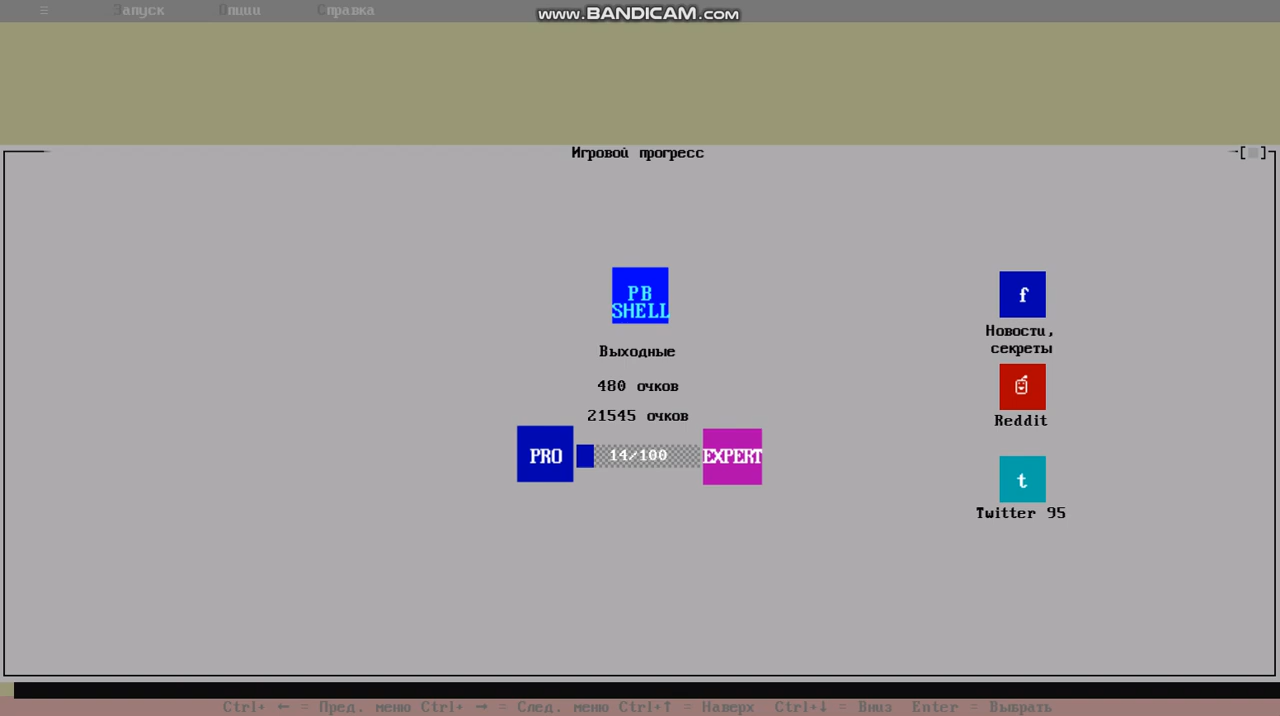 ≡ Запуск Опции Справка
www.BANDICAM.com
Игровой прогресс
[ ]
PB
SHELL
Выходные
480 очков
21545 очков
PRO 14/100 EXPERT
f
Новости,
секреты
Reddit
t
Twitter 95
Ctrl+ ← = Пред. меню Ctrl+ → = След. меню Ctrl+↑ = Наверх Ctrl+↓ = Вниз Enter = Выбрать